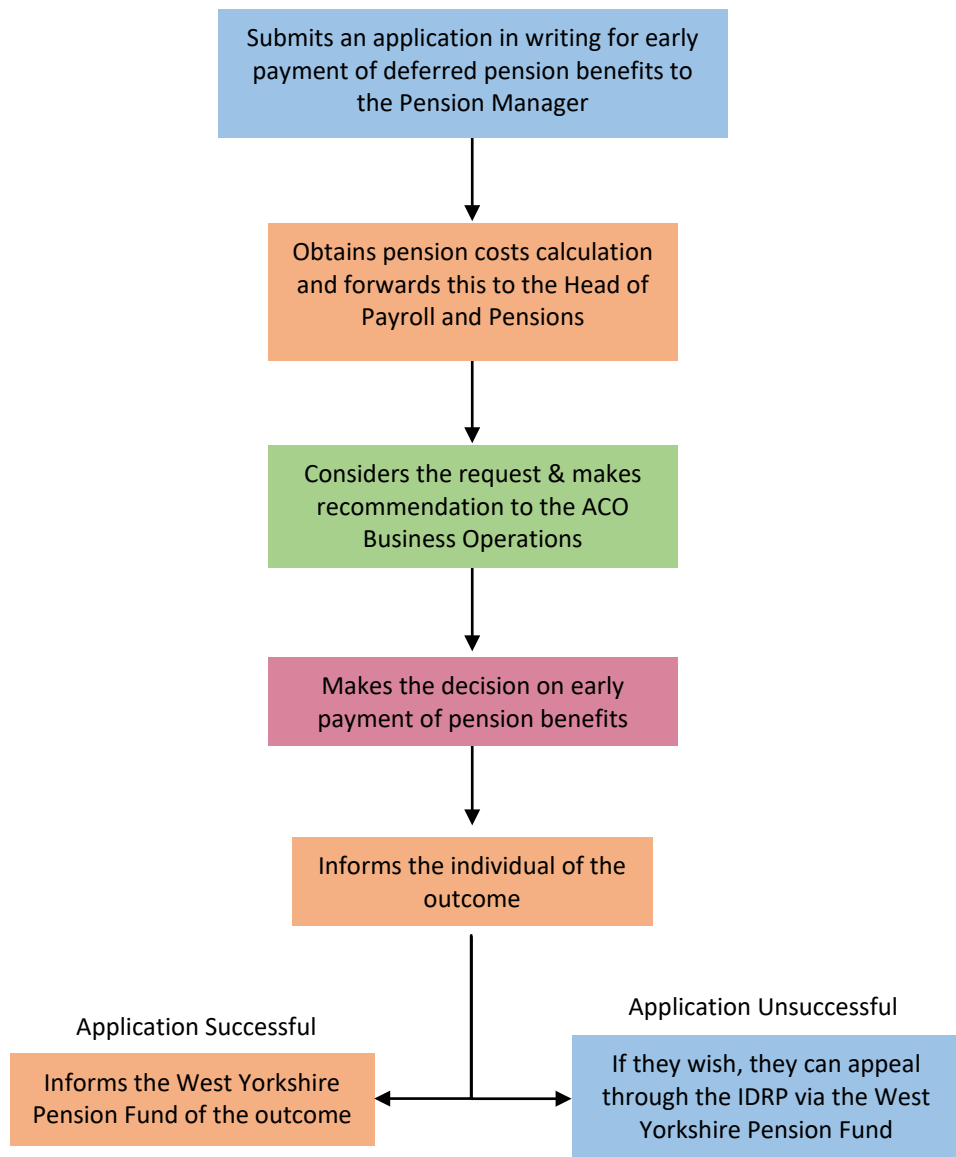 Submits an application in writing for early
payment of deferred pension benefits to
the Pension Manager
Obtains pension costs calculation
and forwards this to the Head of
Payroll and Pensions
Considers the request & makes
recommendation to the ACO
Business Operations
Makes the decision on early
payment of pension benefits
Informs the individual of the
outcome
Application Successful
Informs the West Yorkshire
Pension Fund of the outcome
Application Unsuccessful
If they wish, they can appeal
through the IDRP via the West
Yorkshire Pension Fund